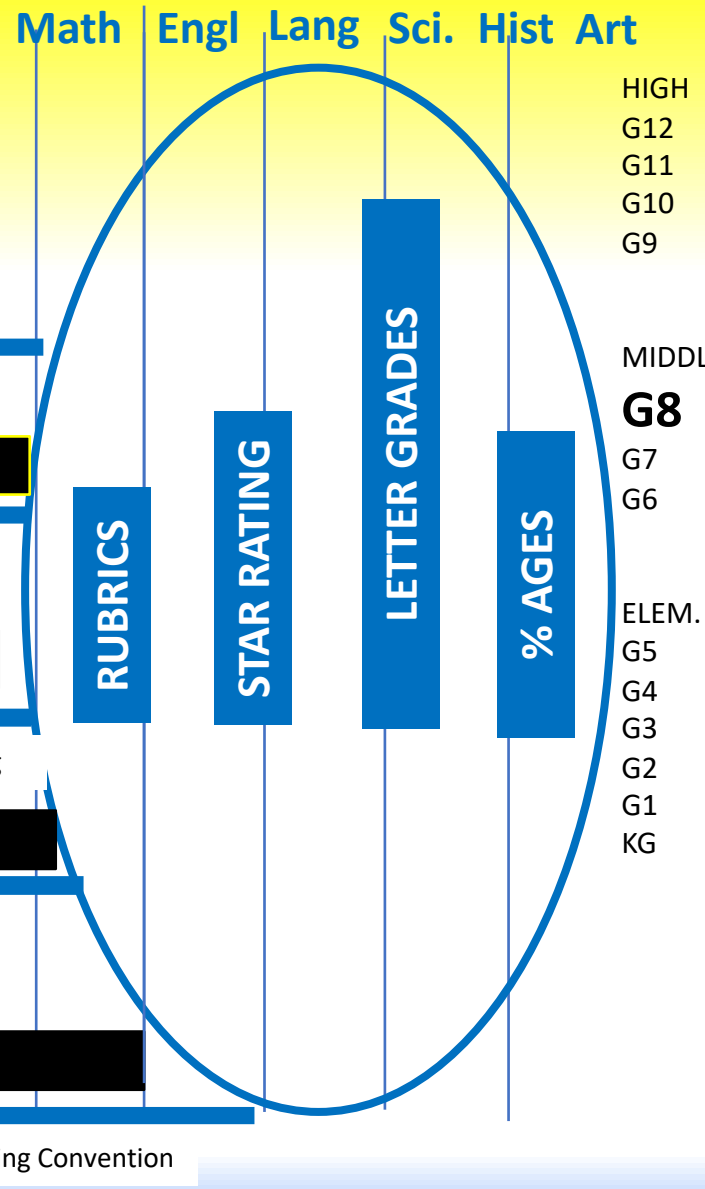 Math Engl Lang Sci. Hist Art
HIGH
G12
G11
G10
G9
MIDDL
G8
G7
G6
ELEM.
G5
G4
G3
G2
G1
KG
RUBRICS
STAR RATING
LETTER GRADES
% AGES
ng Convention